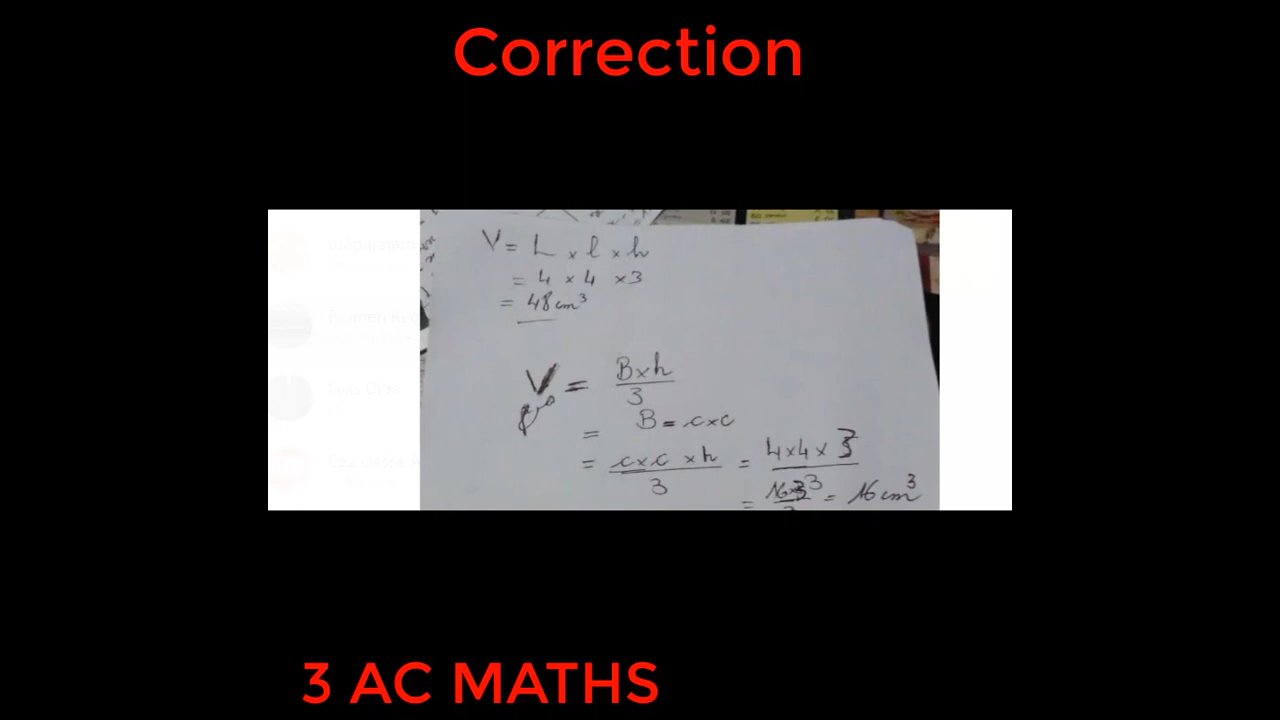 Correction
V = L x l x h
= 4 x 4 x 3
= 48 cm³
V = B x h / 3
= B = c x c
= c x c x h / 3 = 4 x 4 x 3 / 3
= = 16 cm³
3 AC MATHS